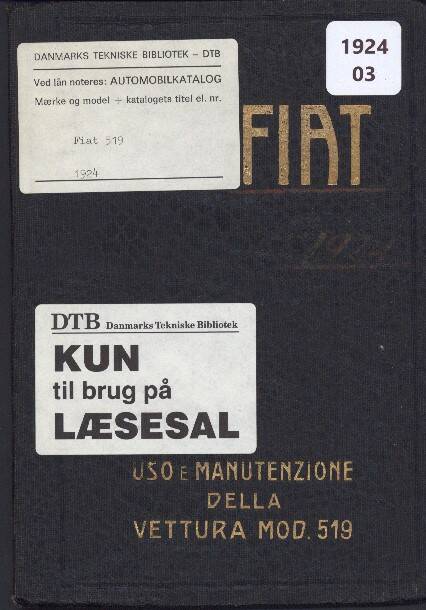 DANMARKS TEKNISKE BIBLIOTEK – DTB
Ved lån noteres: AUTOMOBILKATALOG
Mærke og model ÷ katalogets titel el. nr.
Fiat 519
1924
1924
03
FIAT
1924
DTB Danmarks Tekniske Bibliotek
KUN
til brug på
LÆSESAL
USO E MANUTENZIONE
DELLA
VETTURA MOD. 519